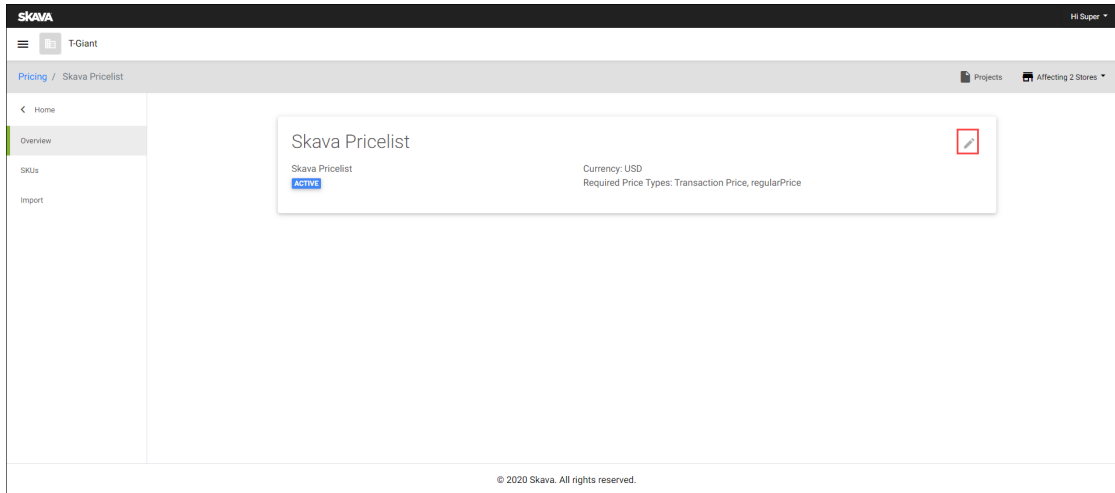 SKAVA
Hi Super
T-Giant
Pricing / Skava Pricelist
Projects
Affecting 2 Stores
Home
Overview
SKUs
Import
Skava Pricelist
Skava Pricelist
ACTIVE
Currency: USD
Required Price Types: Transaction Price, regularPrice
© 2020 Skava. All rights reserved.